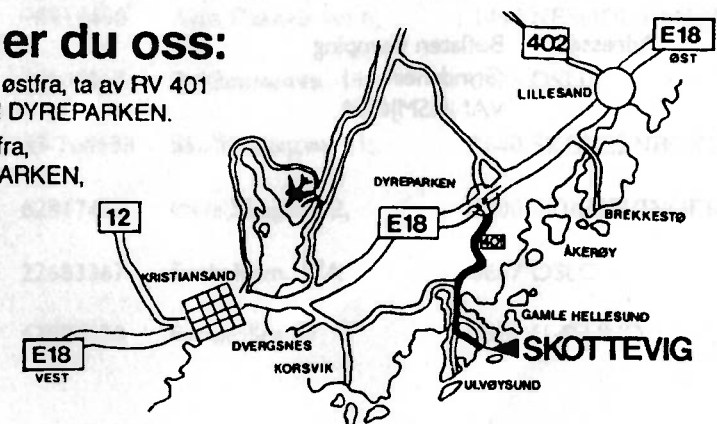 er du oss:
østfra, ta av RV 401
DYREPARKEN.
fra,
ARKEN,
402
E18
ØST
LILLESAND
DYREPARKEN
E18
401
BREKKESTØ
ÅKERØY
12
KRISTIANSAND
GAMLE HELLESUND
DVERGSNES
SKOTTEVIG
E18
VEST
KORSVIK
ULVØYSUND